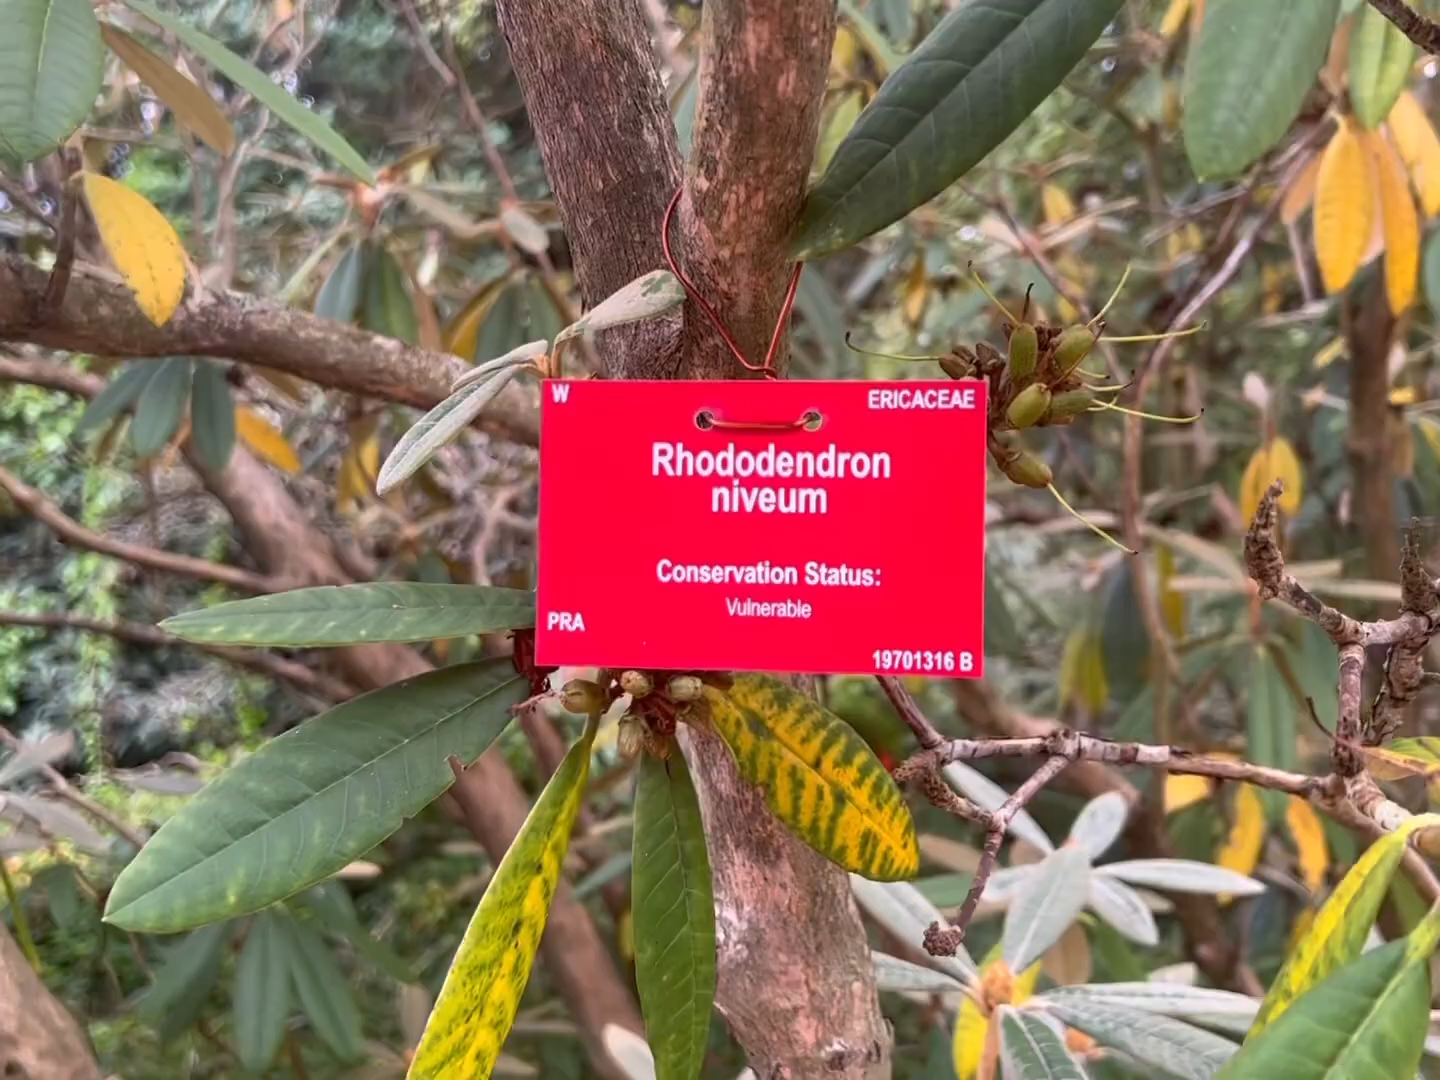 W
ERICACEAE
Rhododendron
niveum
Conservation Status:
Vulnerable
PRA
19701316 B